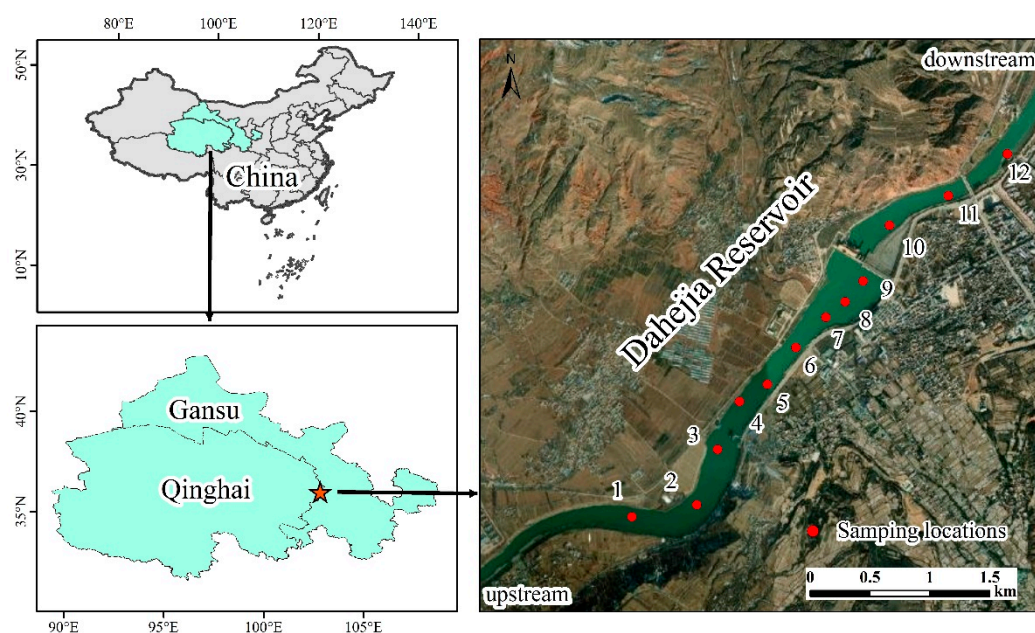 80°E 100°E 120°E 140°E
50°N
30°N
10°N
China
40°N
35°N
Gansu
Qinghai
90°E 95°E 100°E 105°E
N
downstream
Dahejia Reservoir
12
11
10
9
8
7
6
5
4
3
2
1
Samping locations
0 0.5 1 1.5
km
upstream